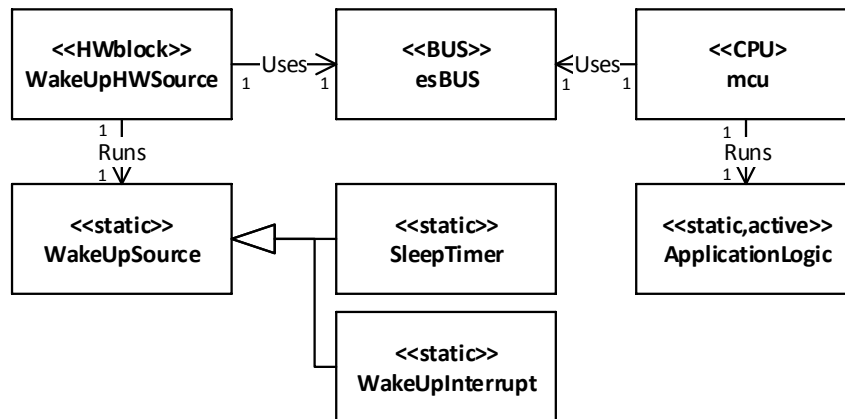 <<HWblock>>
WakeUpHWSource
1
Uses
1
<<BUS>>
esBUS
1
Uses
1
<<CPU>
mcu
1
Runs
1
1
Runs
1
<<static>>
WakeUpSource
<<static>>
SleepTimer
<<static,active>>
ApplicationLogic
<<static>>
WakeUpInterrupt